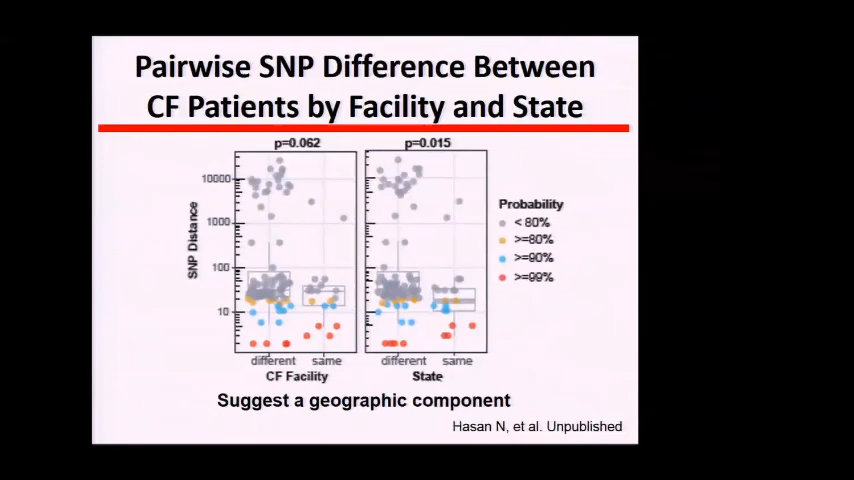 Pairwise SNP Difference Between
CF Patients by Facility and State
p=0.062
p=0.015
SNP Distance
10000
1000
100
10
different
same
CF Facility
different
same
State
Probability
< 80%
>=80%
>=90%
>=99%
Suggest a geographic component
Hasan N, et al. Unpublished